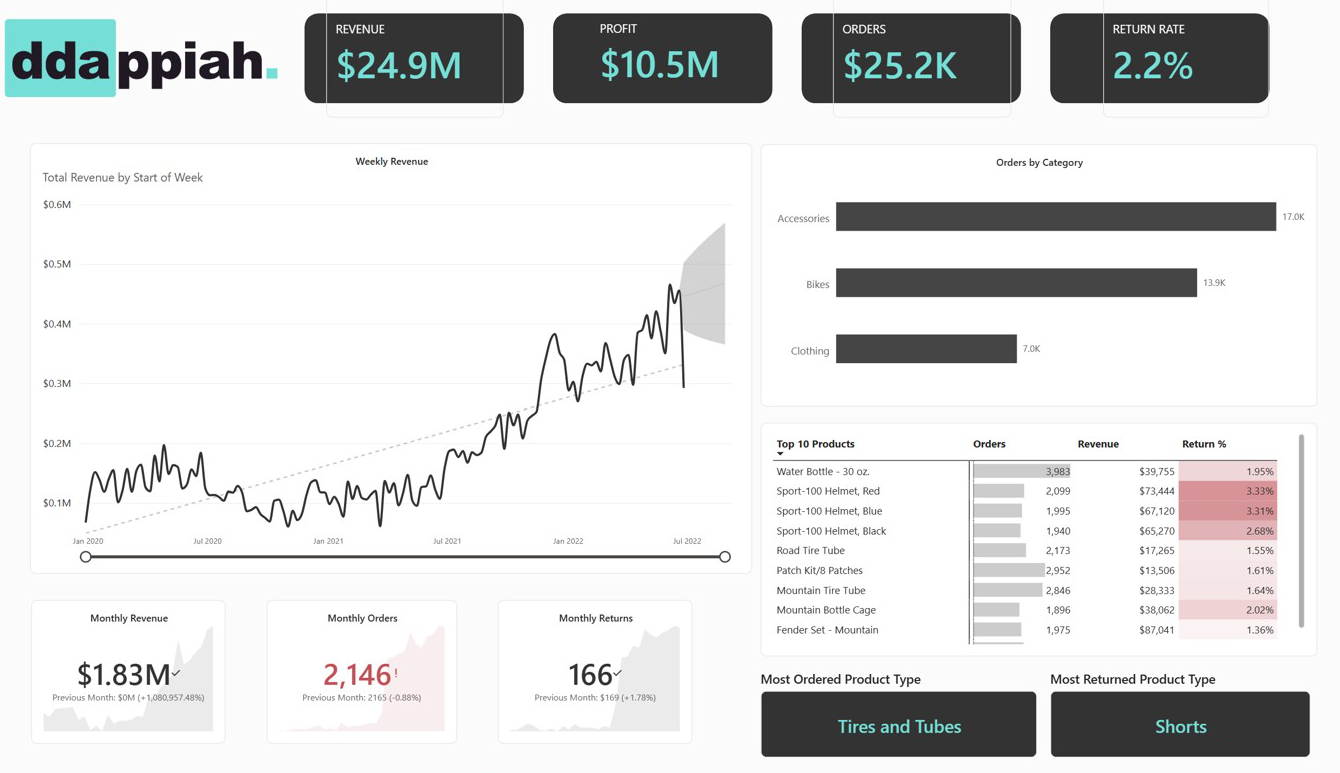 ddappiah.
REVENUE
$24.9M
PROFIT
$10.5M
ORDERS
$25.2K
RETURN RATE
2.2%
Weekly Revenue
Total Revenue by Start of Week
$0.6M
$0.5M
$0.4M
$0.3M
$0.2M
$0.1M
Jan 2020 Jul 2020 Jan 2021 Jul 2021 Jan 2022 Jul 2022
Orders by Category
Accessories 17.0K
Bikes 13.9K
Clothing 7.0K
Top 10 Products Orders Revenue Return %
Water Bottle - 30 oz. 3,983 $39,755 1.95%
Sport-100 Helmet, Red 2,099 $73,444 3.33%
Sport-100 Helmet, Blue 1,995 $67,120 3.31%
Sport-100 Helmet, Black 1,940 $65,270 2.68%
Road Tire Tube 2,173 $17,265 1.55%
Patch Kit/8 Patches 2,952 $13,506 1.61%
Mountain Tire Tube 2,846 $28,333 1.64%
Mountain Bottle Cage 1,896 $38,062 2.02%
Fender Set - Mountain 1,975 $87,041 1.36%
Monthly Revenue
$1.83M✓
Previous Month: $0M (+1,080,957.48%)
Monthly Orders
2,146!
Previous Month: 2165 (-0.88%)
Monthly Returns
166✓
Previous Month: $169 (+1.78%)
Most Ordered Product Type
Tires and Tubes
Most Returned Product Type
Shorts